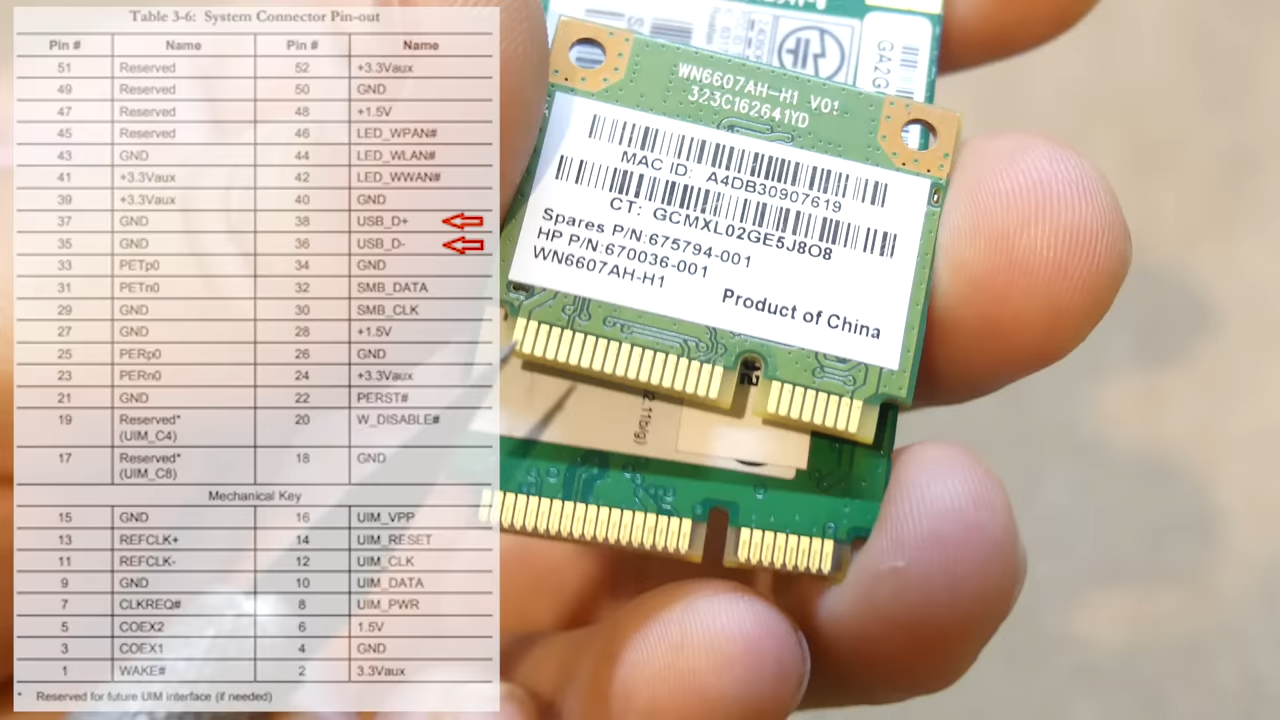 Table 3-6: System Connector Pin-out
Pin # Name Pin # Name
51 Reserved 52 +3.3Vaux
49 Reserved 50 GND
47 Reserved 48 +1.5V
45 Reserved 46 LED_WPAN#
43 GND 44 LED_WLAN#
41 +3.3Vaux 42 LED_WWAN#
39 +3.3Vaux 40 GND
37 GND 38 USB_D+
35 GND 36 USB_D-
33 PETp0 34 GND
31 PETn0 32 SMB_DATA
29 GND 30 SMB_CLK
27 GND 28 +1.5V
25 PERp0 26 GND
23 PERn0 24 +3.3Vaux
21 GND 22 PERST#
19 Reserved* 20 W_DISABLE#
(UIM_C4)
17 Reserved* 18 GND
(UIM_C8)
Mechanical Key
15 GND 16 UIM_VPP
13 REFCLK+ 14 UIM_RESET
11 REFCLK- 12 UIM_CLK
9 GND 10 UIM_DATA
7 CLKREQ# 8 UIM_PWR
5 COEX2 6 1.5V
3 COEX1 4 GND
1 WAKE# 2 3.3Vaux
* Reserved for future UIM interface (if needed)
GA2G
WN6607AH-H1 V01
323C162641YD
MAC ID: A4DB30907619
CT: GCMXL02GE5J8O8
Spares P/N:675794-001
HP P/N:670036-001
WN6607AH-H1
Product of China
2.11b/g)